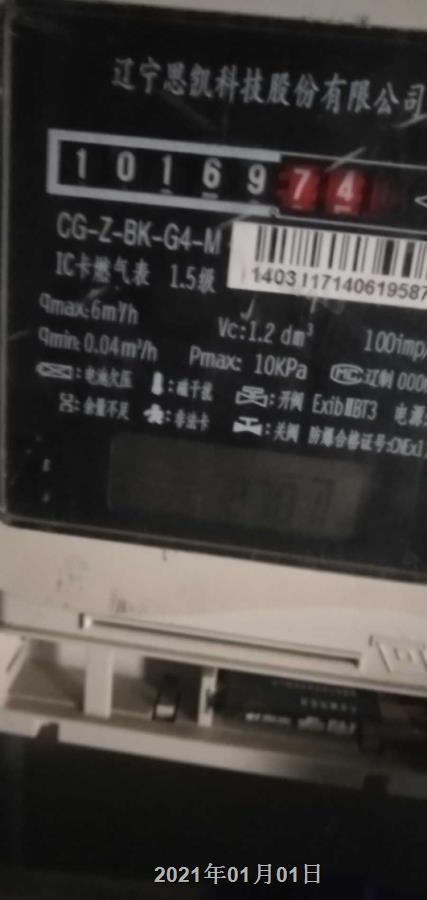 辽宁思凯科技股份有限公司
1 0 1 6 9 7 4
CG-Z-BK-G4-M
IC卡燃气表 1.5级
1403117140619587
qmax:6m³/h
Vc:1.2 dm³
100imp/
qmin:0.04m³/h
Pmax: 10KPa
MC 辽制 0000
:电池欠压
:磁干扰
:开阀 ExibⅡBT3
:余量不足
:非法卡
:关阀 防爆合格证号:CNEx1
2021年01月01日